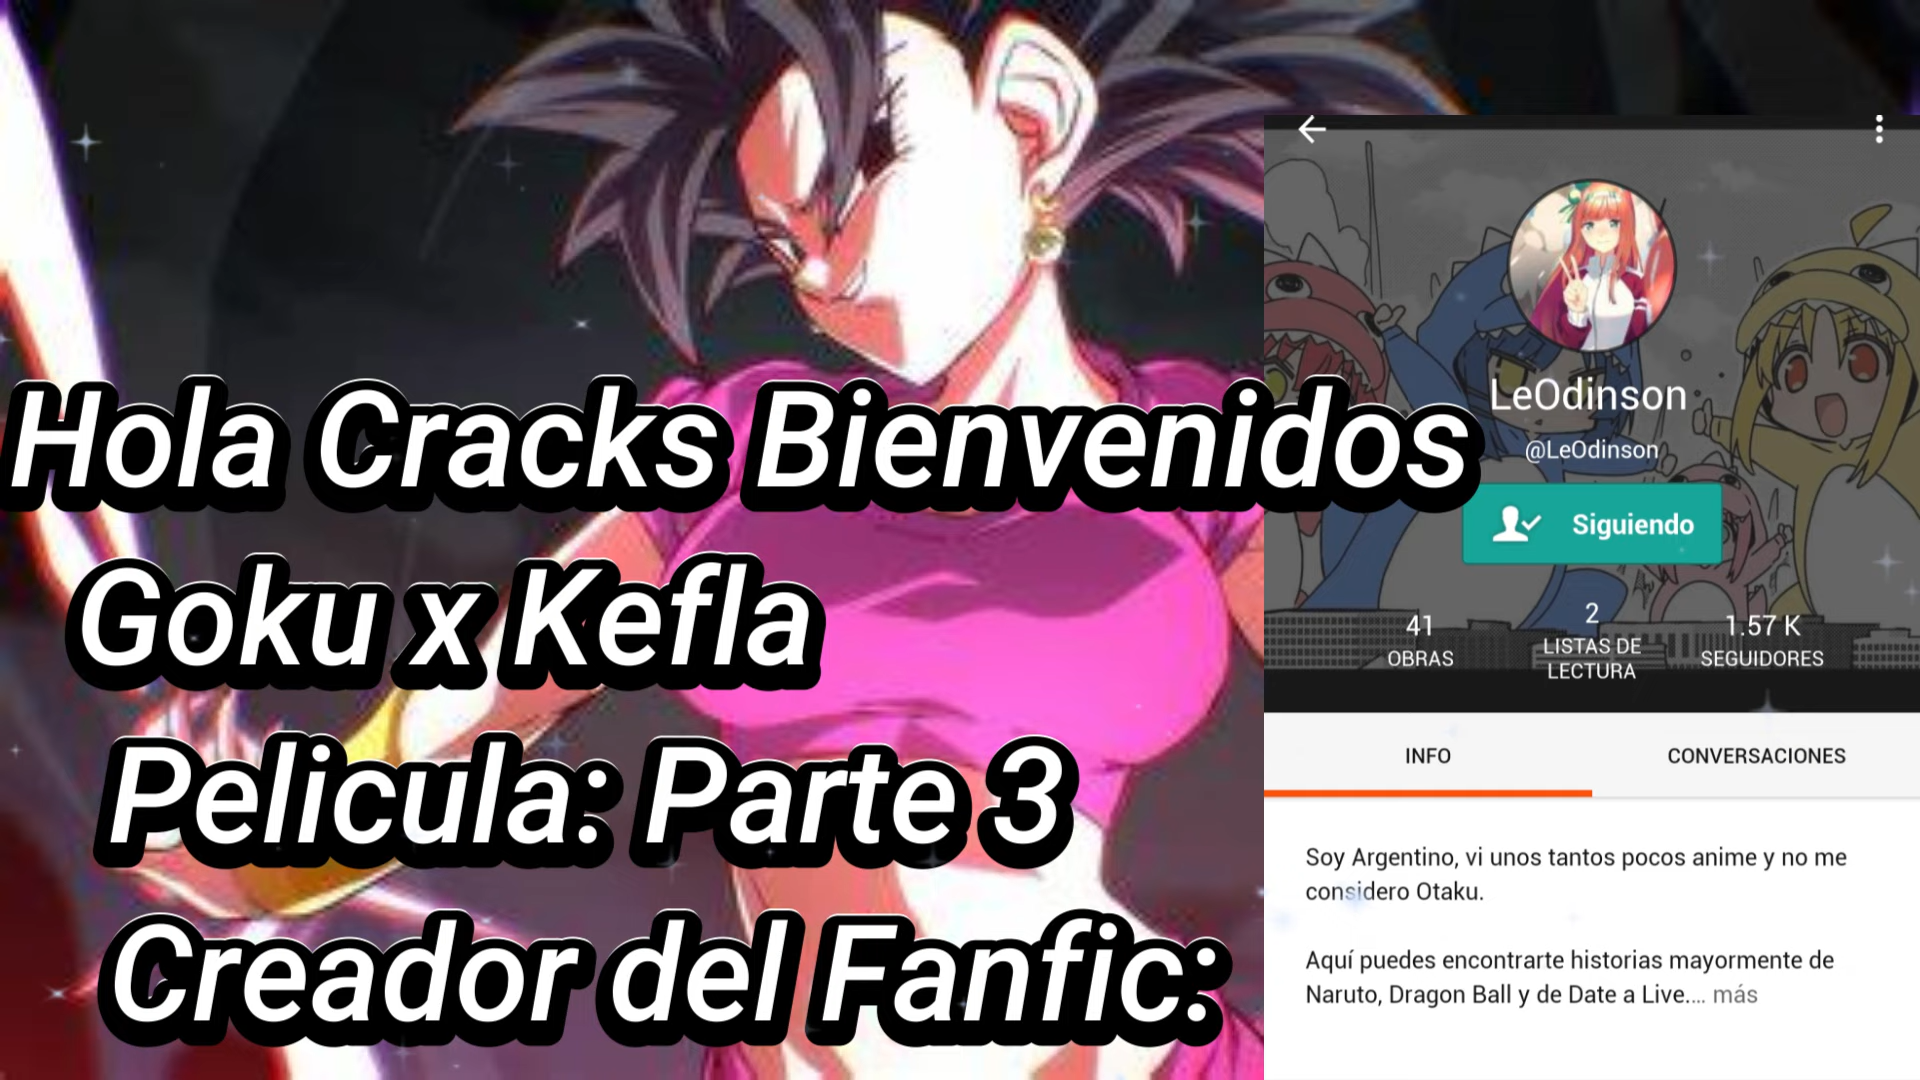 Hola Cracks Bienvenidos
Goku x Kefla
Pelicula: Parte 3
Creador del Fanfic:
LeOdinson
@LeOdinson
Siguiendo
41
OBRAS
2
LISTAS DE
LECTURA
1.57 K
SEGUIDORES
INFO
CONVERSACIONES
Soy Argentino, vi unos tantos pocos anime y no me
considero Otaku.
Aquí puedes encontrarte historias mayormente de
Naruto, Dragon Ball y de Date a Live.... más